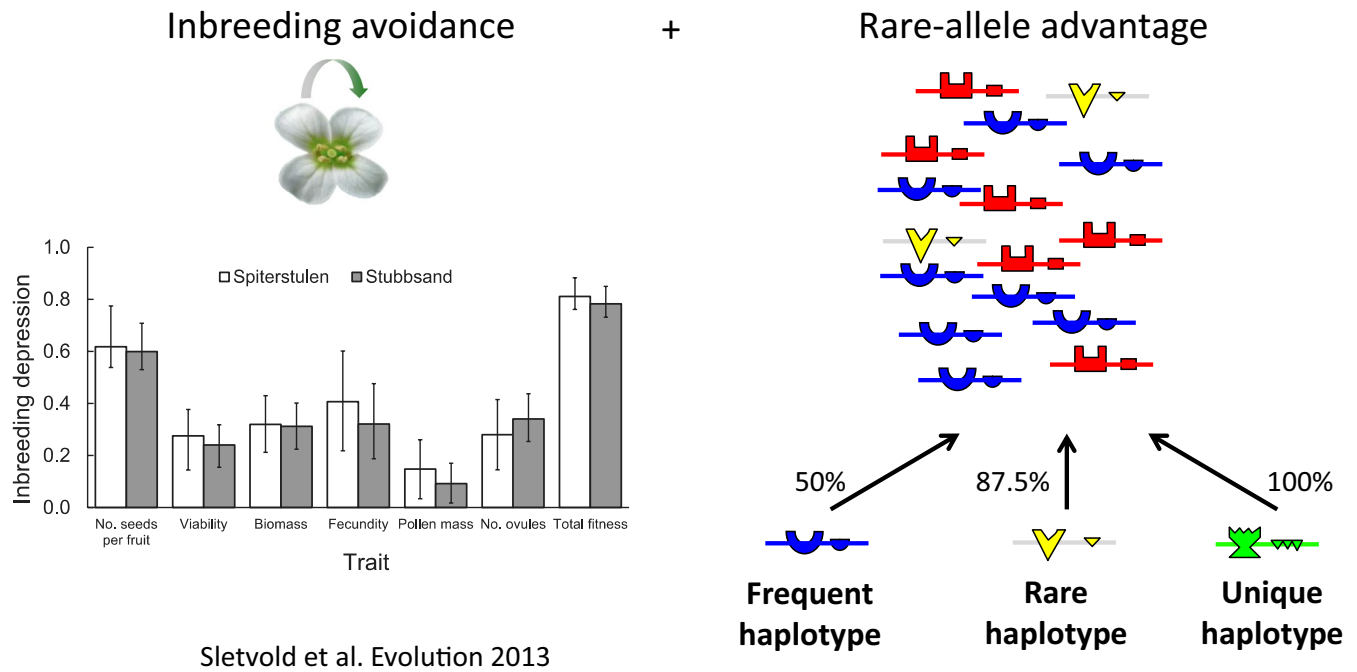 Inbreeding avoidance
+
Rare-allele advantage
1.0
0.8
0.6
0.4
0.2
0.0
Inbreeding depression
Spiterstulen
Stubbsand
No. seeds
per fruit
Viability
Biomass
Fecundity
Pollen mass
No. ovules
Total fitness
Trait
Sletvold et al. Evolution 2013
50%
87.5%
100%
Frequent
haplotype
Rare
haplotype
Unique
haplotype